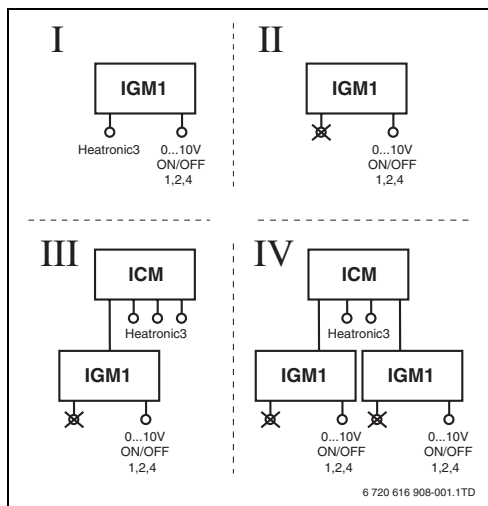 I
IGM1
Heatronic3
0...10V
ON/OFF
1,2,4
II
IGM1
0...10V
ON/OFF
1,2,4
III
ICM
Heatronic3
IGM1
0...10V
ON/OFF
1,2,4
IV
ICM
Heatronic3
IGM1
IGM1
0...10V
ON/OFF
1,2,4
0...10V
ON/OFF
1,2,4
6 720 616 908-001.1TD